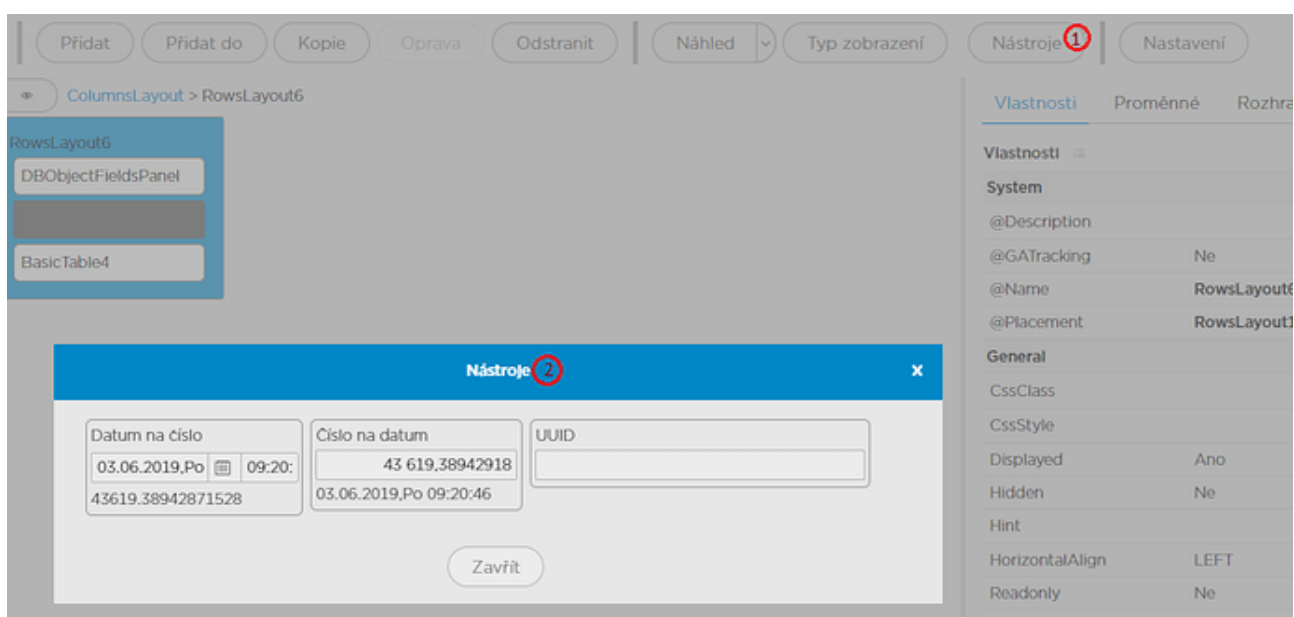 Přidat Přidat do Kopie Oprava Odstranit Náhled Typ zobrazení Nástroje 1 Nastavení
ColumnsLayout > RowsLayout6
RowsLayout6
DBObjectFieldsPanel
BasicTable4
Vlastnosti Proměnné Rozhra
Vlastnosti
System
@Description
@GATracking Ne
@Name RowsLayout6
@Placement RowsLayout1
General
CssClass
CssStyle
Displayed Ano
Hidden Ne
Hint
HorizontalAlign LEFT
Readonly Ne
Nástroje 2 x
Datum na číslo
03.06.2019,Po 09:20:
43619.38942871528
Číslo na datum
43 619,38942918
03.06.2019,Po 09:20:46
UUID
Zavřít